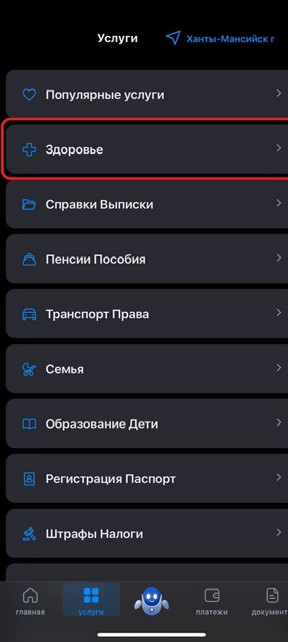 Услуги
Ханты-Мансийск г
Популярные услуги
Здоровье
Справки Выписки
Пенсии Пособия
Транспорт Права
Семья
Образование Дети
Регистрация Паспорт
Штрафы Налоги
главная
услуги
платежи
документ